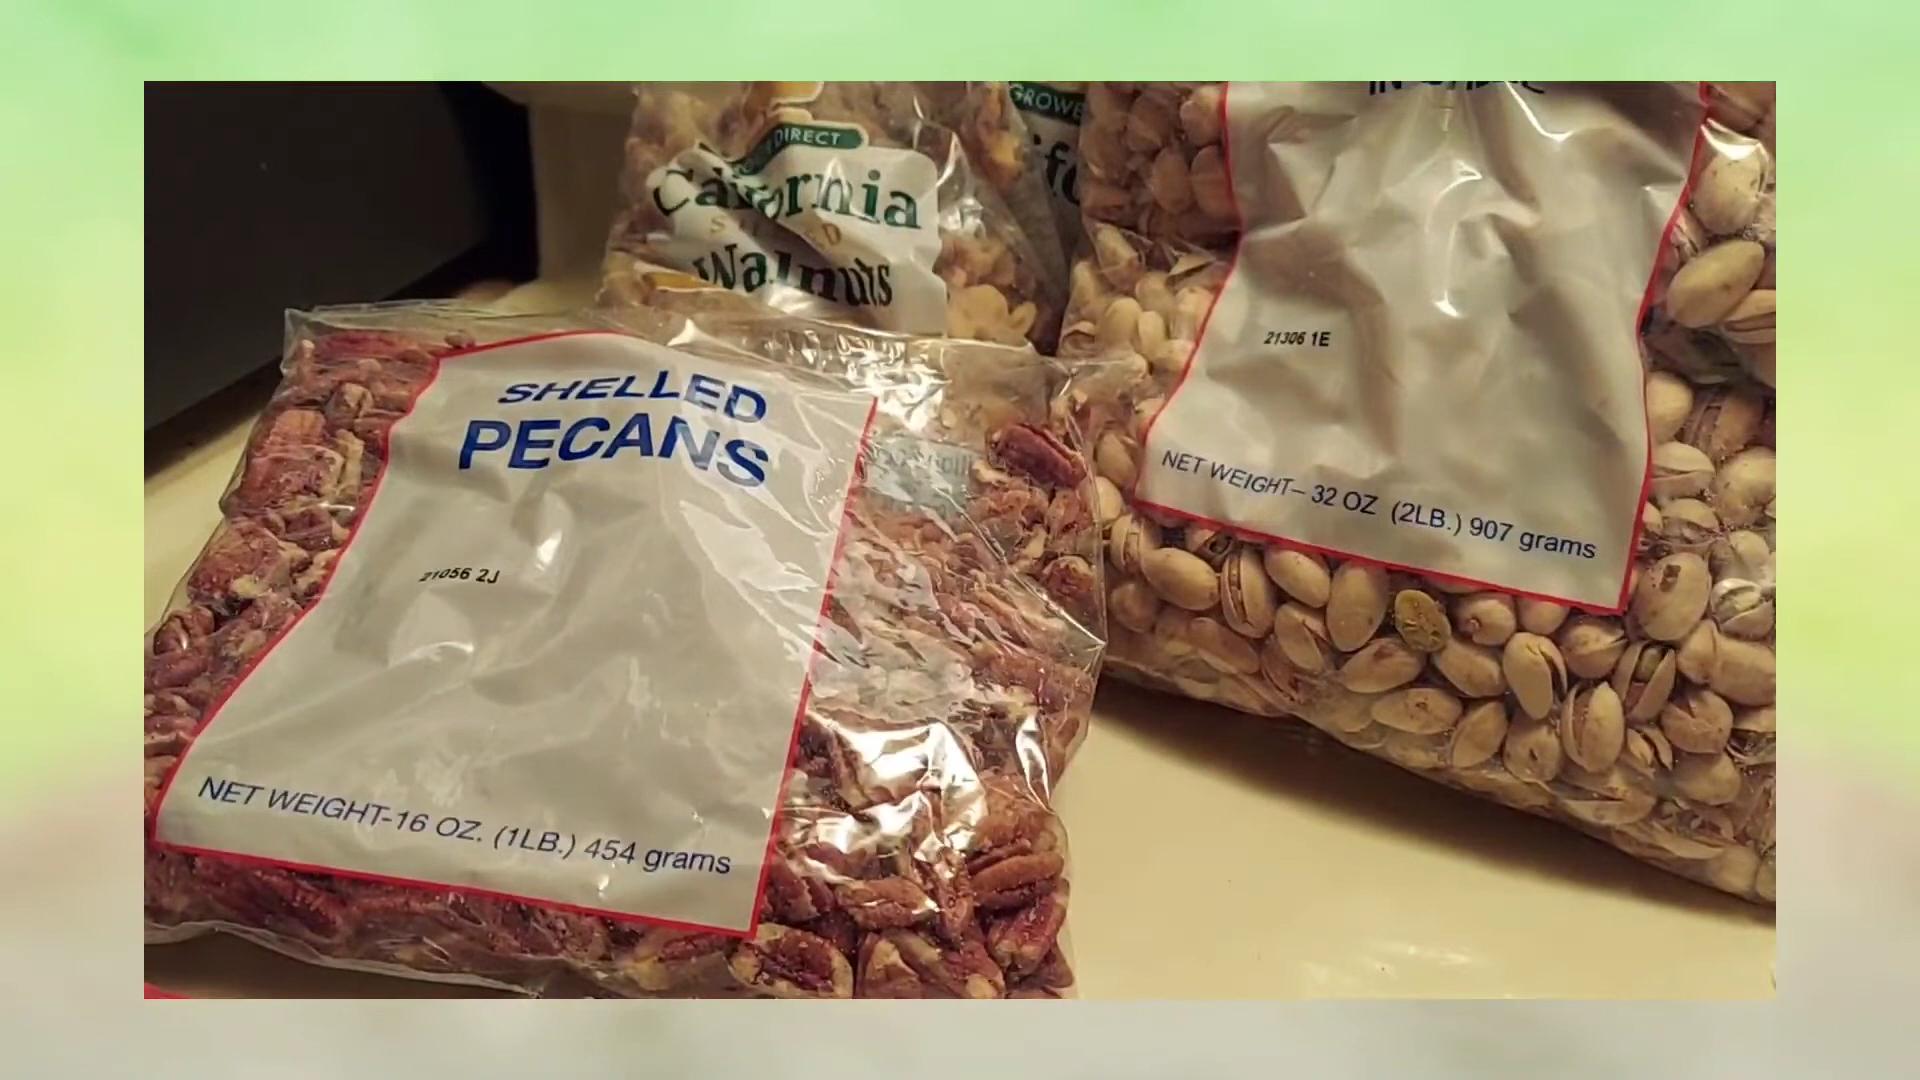 DIRECT
California
Walnuts
GROWE
SHELLED
PECANS
21056 2J
NET WEIGHT-16 OZ. (1LB.) 454 grams
21306 1E
NET WEIGHT– 32 OZ (2LB.) 907 grams